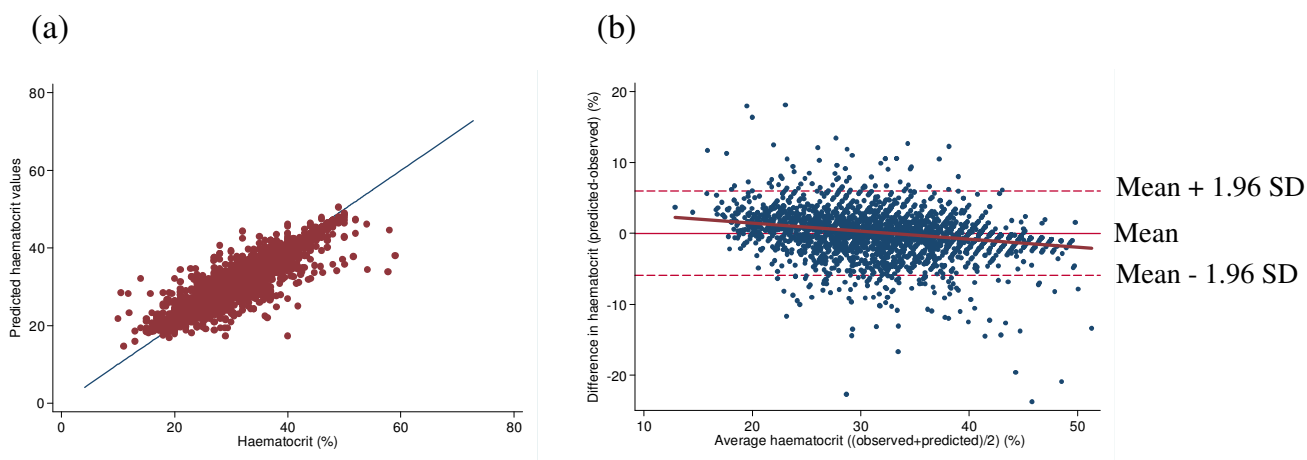 (a)
(b)
Predicted haematocrit values
80
60
40
20
0
0 20 40 60 80
Haematocrit (%)
Difference in haematocrit (predicted-observed) (%)
20
10
0
-10
-20
10 20 30 40 50
Average haematocrit ((observed+predicted)/2) (%)
Mean + 1.96 SD
Mean
Mean - 1.96 SD